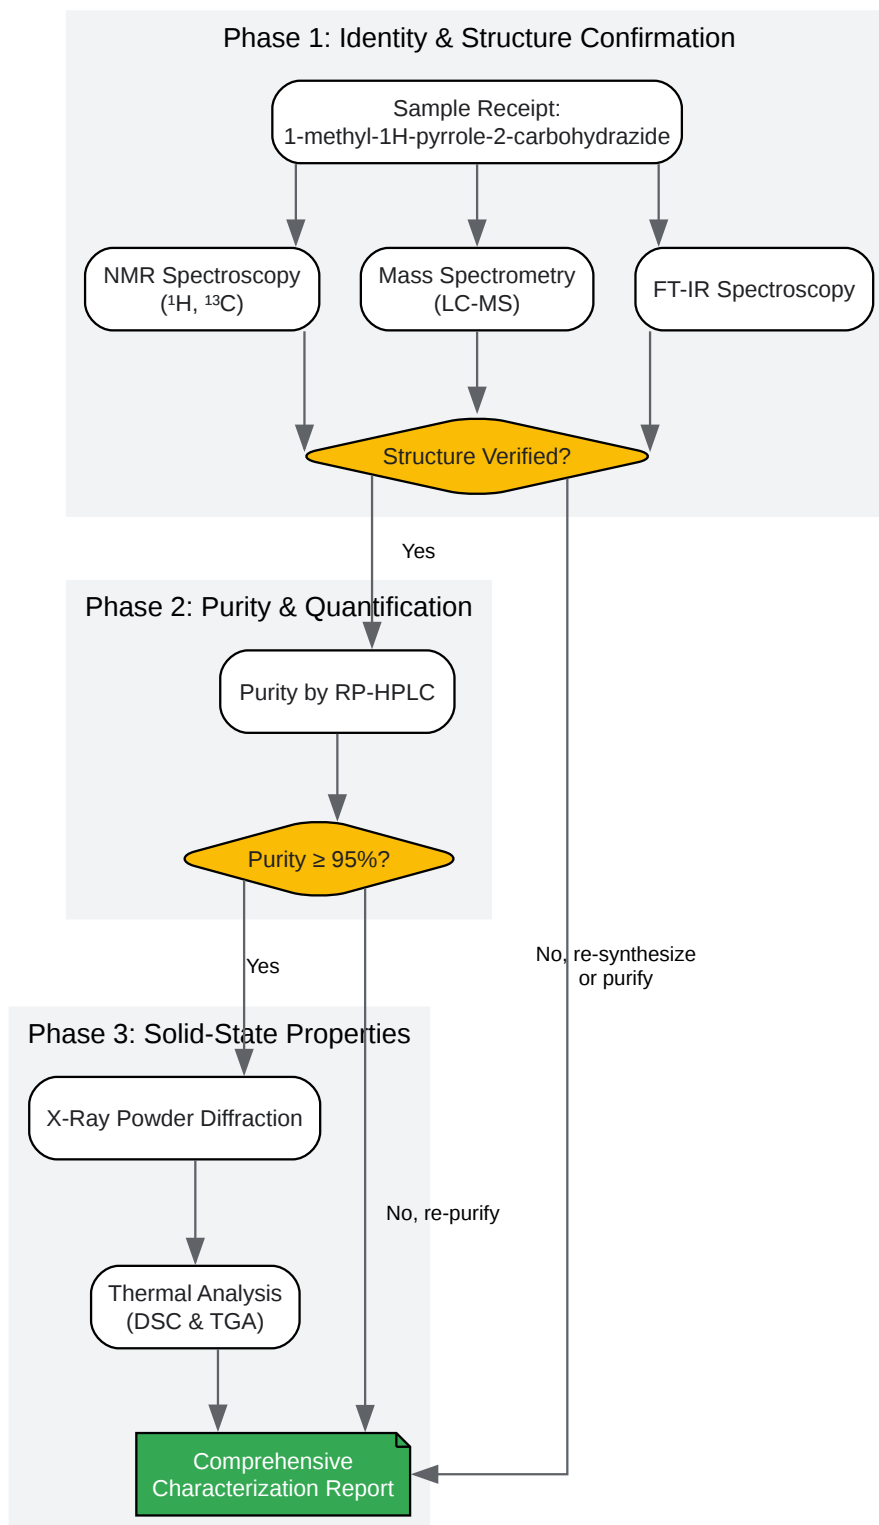 Phase 1: Identity & Structure Confirmation
Sample Receipt:
1-methyl-1H-pyrrole-2-carbohydrazide
NMR Spectroscopy
(¹H, ¹³C)
Mass Spectrometry
(LC-MS)
FT-IR Spectroscopy
Structure Verified?
Yes
Phase 2: Purity & Quantification
Purity by RP-HPLC
Purity ≥ 95%?
Yes
No, re-synthesize
or purify
Phase 3: Solid-State Properties
X-Ray Powder Diffraction
No, re-purify
Thermal Analysis
(DSC & TGA)
Comprehensive
Characterization Report